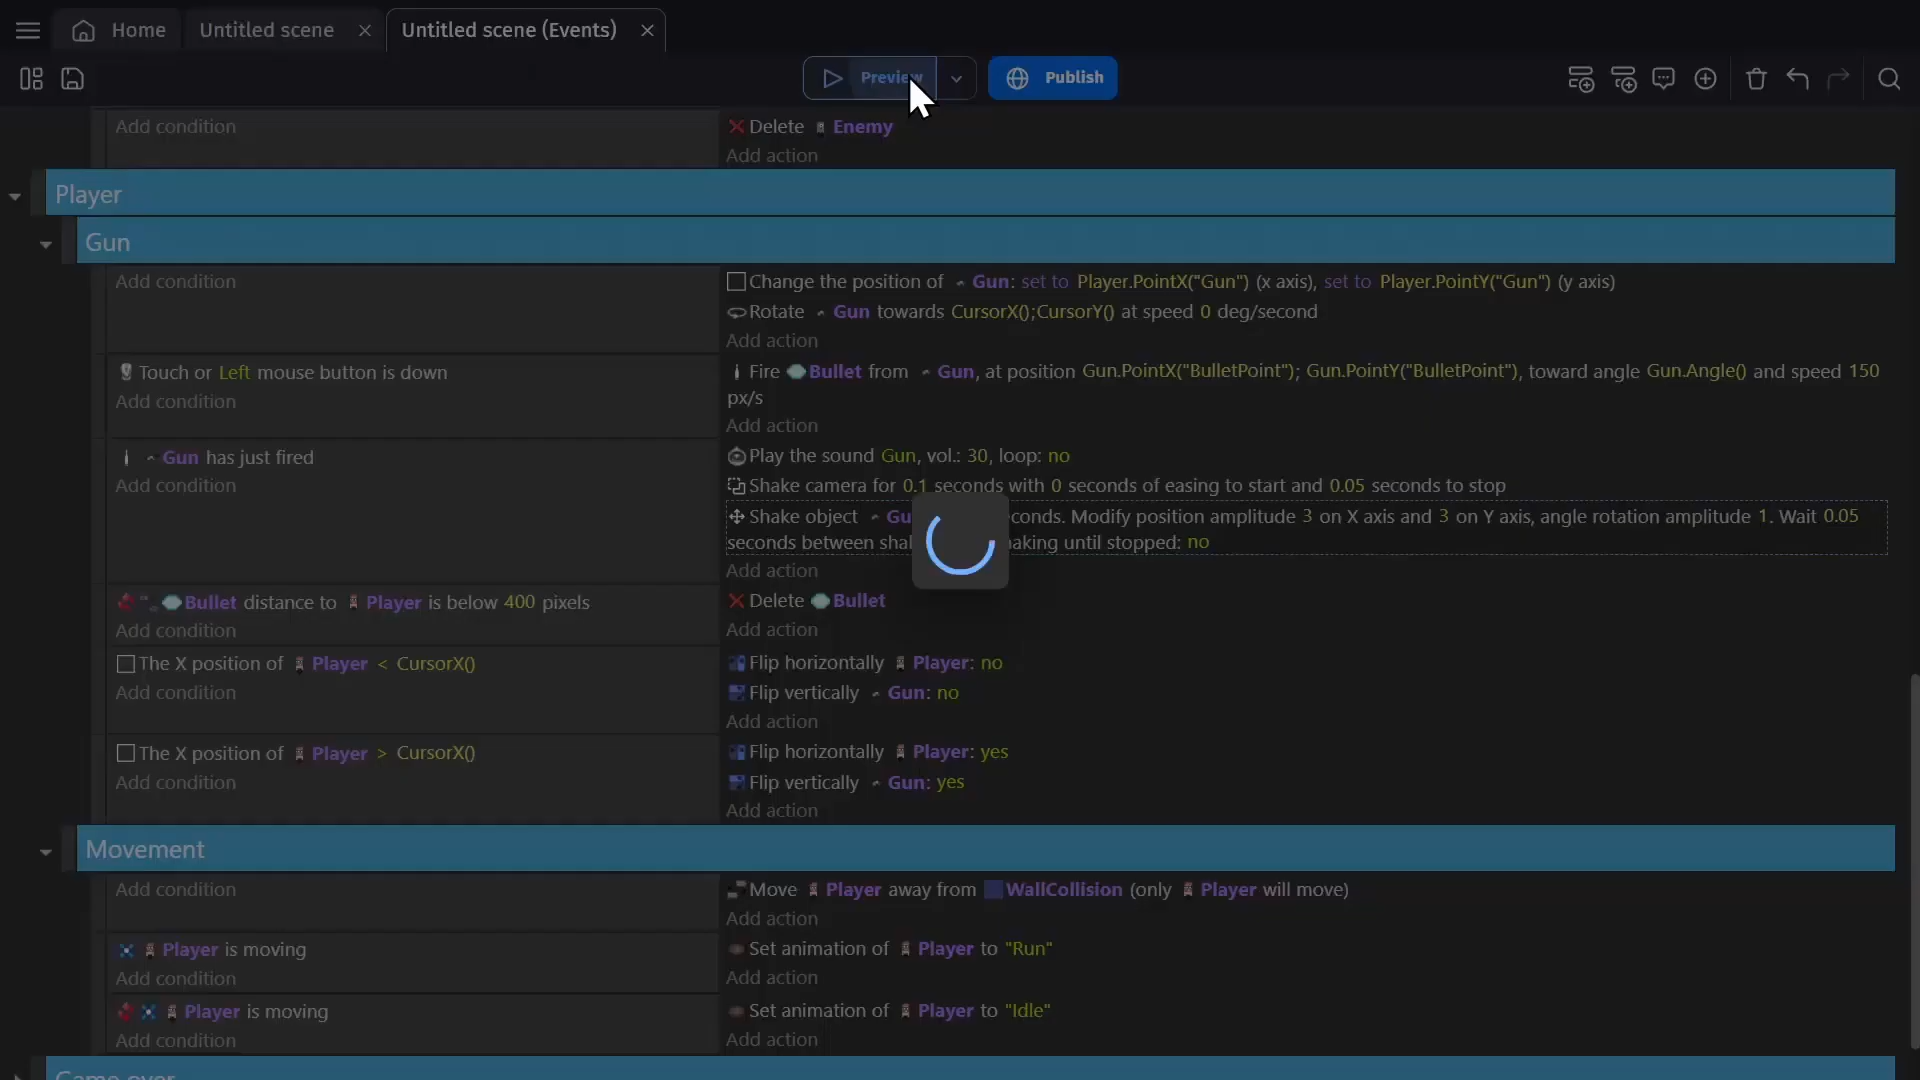 Home
Untitled scene
Untitled scene (Events)
Preview
Publish
Add condition
Delete Enemy
Add action
Player
Gun
Add condition
Change the position of Gun: set to Player.PointX("Gun") (x axis), set to Player.PointY("Gun") (y axis)
Rotate Gun towards CursorX();CursorY() at speed 0 deg/second
Add action
Touch or Left mouse button is down
Add condition
Fire Bullet from Gun, at position Gun.PointX("BulletPoint"); Gun.PointY("BulletPoint"), toward angle Gun.Angle() and speed 150
px/s
Add action
Gun has just fired
Add condition
Play the sound Gun, vol.: 30, loop: no
Shake camera for 0.1 seconds with 0 seconds of easing to start and 0.05 seconds to stop
Shake object conds. Modify position amplitude 3 on X axis and 3 on Y axis, angle rotation amplitude 1. Wait 0.05
seconds between until stopped: no
Add action
Bullet distance to Player is below 400 pixels
Add condition
Delete Bullet
Add action
The X position of Player < CursorX()
Add condition
Flip horizontally Player: no
Flip vertically Gun: no
Add action
The X position of Player > CursorX()
Add condition
Flip horizontally Player: yes
Flip vertically Gun: yes
Add action
Movement
Add condition
Move Player away from WallCollision (only Player will move)
Add action
Player is moving
Add condition
Set animation of Player to "Run"
Add action
Player is moving
Add condition
Set animation of Player to "Idle"
Add action
Game over